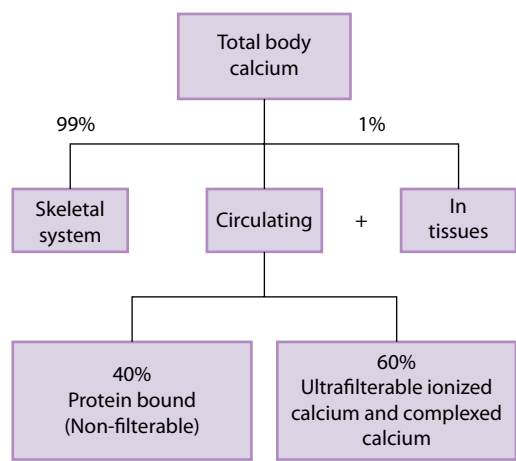 Total body
calcium
99%
1%
Skeletal
system
Circulating
+
In
tissues
40%
Protein bound
(Non-filterable)
60%
Ultrafilterable ionized
calcium and complexed
calcium